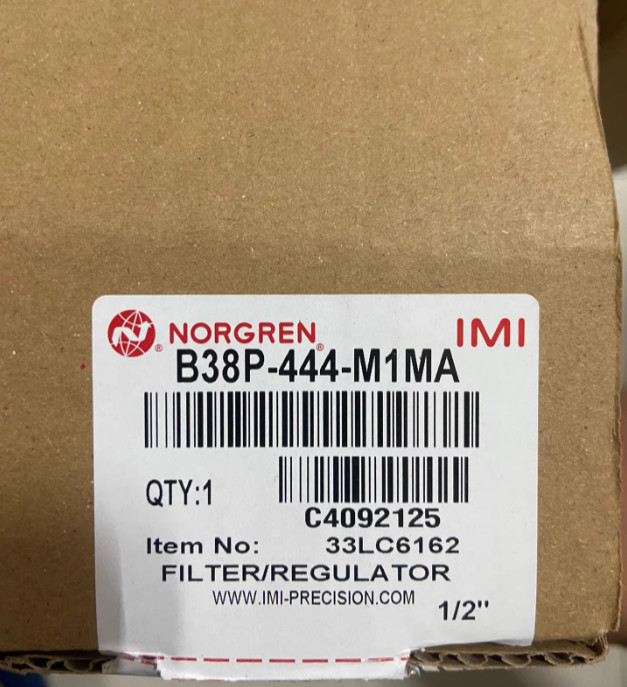 NORGREN® IMI
B38P-444-M1MA
QTY:1
C4092125
Item No: 33LC6162
FILTER/REGULATOR
WWW.IMI-PRECISION.COM
1/2"